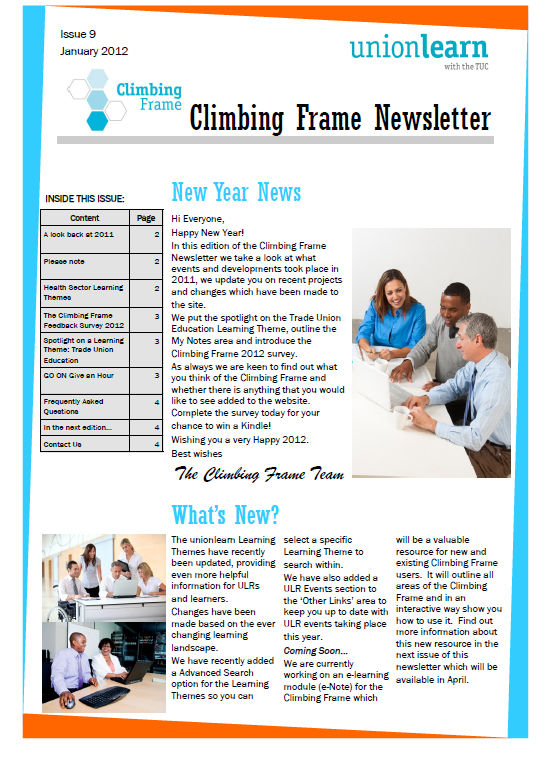 Issue 9
January 2012
unionlearn
with the TUC
Climbing
Frame
Climbing Frame Newsletter
INSIDE THIS ISSUE:
Content Page
A look back at 2011 2
Please note 2
Health Sector Learning
Themes 2
The Climbing Frame
Feedback Survey 2012 3
Spotlight on a Learning
Theme: Trade Union
Education 3
GO ON Give an Hour 3
Frequently Asked
Questions 4
In the next edition... 4
Contact Us 4
New Year News
Hi Everyone,
Happy New Year!
In this edition of the Climbing Frame
Newsletter we take a look at what
events and developments took place in
2011, we update you on recent projects
and changes which have been made to
the site.
We put the spotlight on the Trade Union
Education Learning Theme, outline the
My Notes area and introduce the
Climbing Frame 2012 survey.
As always we are keen to find out what
you think of the Climbing Frame and
whether there is anything that you would
like to see added to the website.
Complete the survey today for your
chance to win a Kindle!
Wishing you a very Happy 2012.
Best wishes
The Climbing Frame Team
What's New?
The unionlearn Learning
Themes have recently
been updated, providing
even more helpful
information for ULRs
and learners.
Changes have been
made based on the ever
changing learning
landscape.
We have recently added
a Advanced Search
option for the Learning
Themes so you can
select a specific
Learning Theme to
search within.
We have also added a
ULR Events section to
the 'Other Links' area to
keep you up to date with
ULR events taking place
this year.
Coming Soon...
We are currently
working on an e-learning
module (e-Note) for the
Climbing Frame which
will be a valuable
resource for new and
existing Climbing Frame
users. It will outline all
areas of the Climbing
Frame and in an
interactive way show you
how to use it. Find out
more information about
this new resource in the
next issue of this
newsletter which will be
available in April.